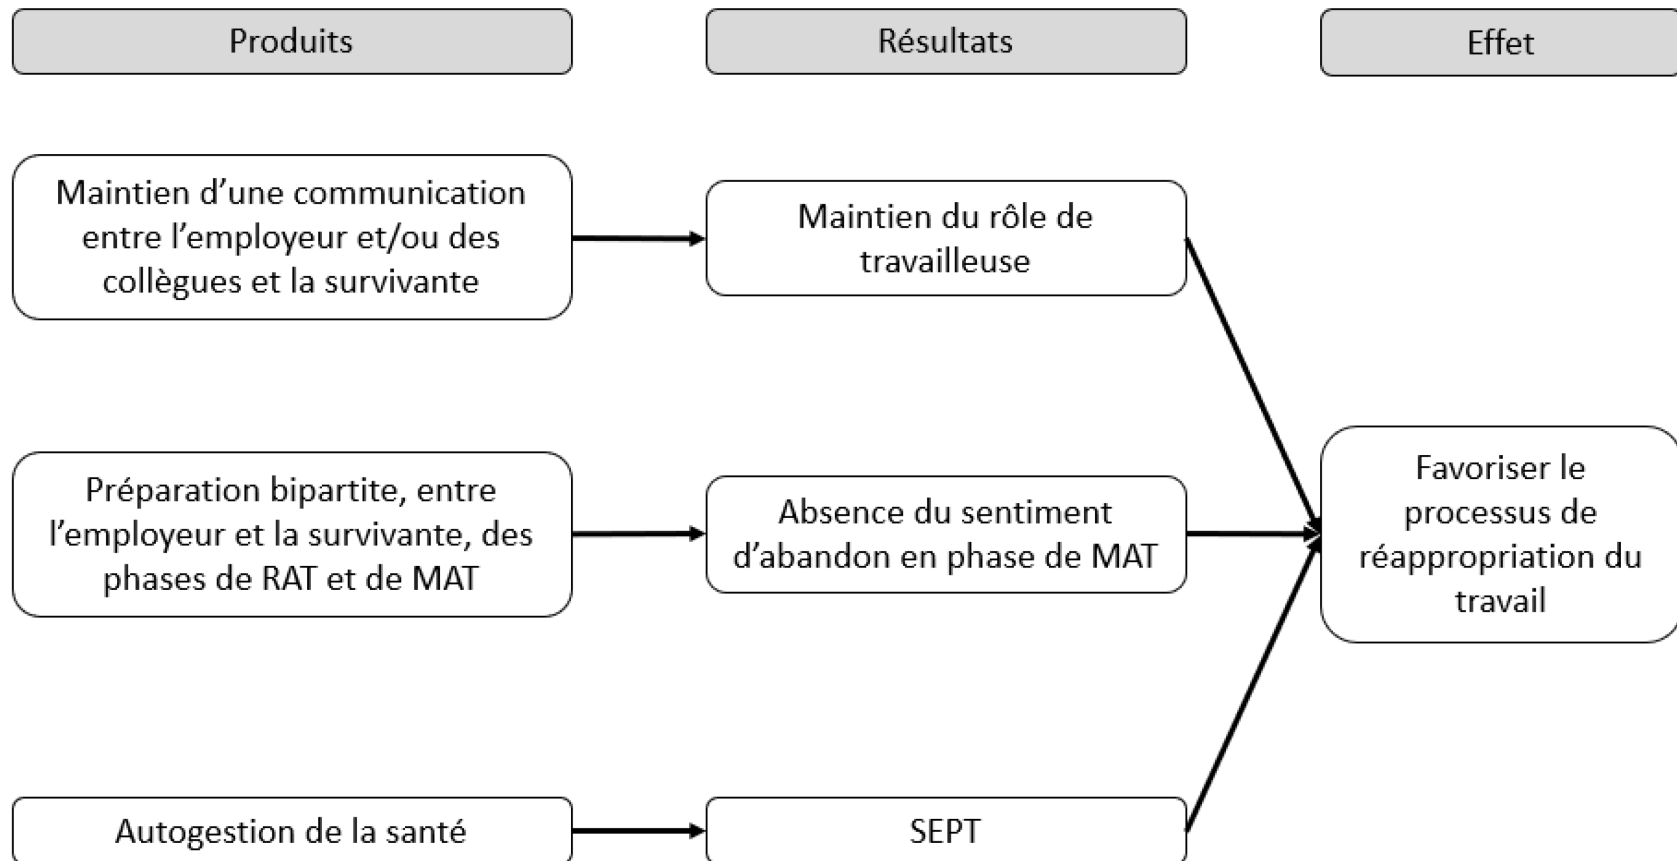 Produits
Résultats
Effet
Maintien d’une communication
entre l’employeur et/ou des
collègues et la survivante
Maintien du rôle de
travailleuse
Préparation bipartite, entre
l’employeur et la survivante, des
phases de RAT et de MAT
Absence du sentiment
d’abandon en phase de MAT
Favoriser le
processus de
réappropriation du
travail
Autogestion de la santé
SEPT